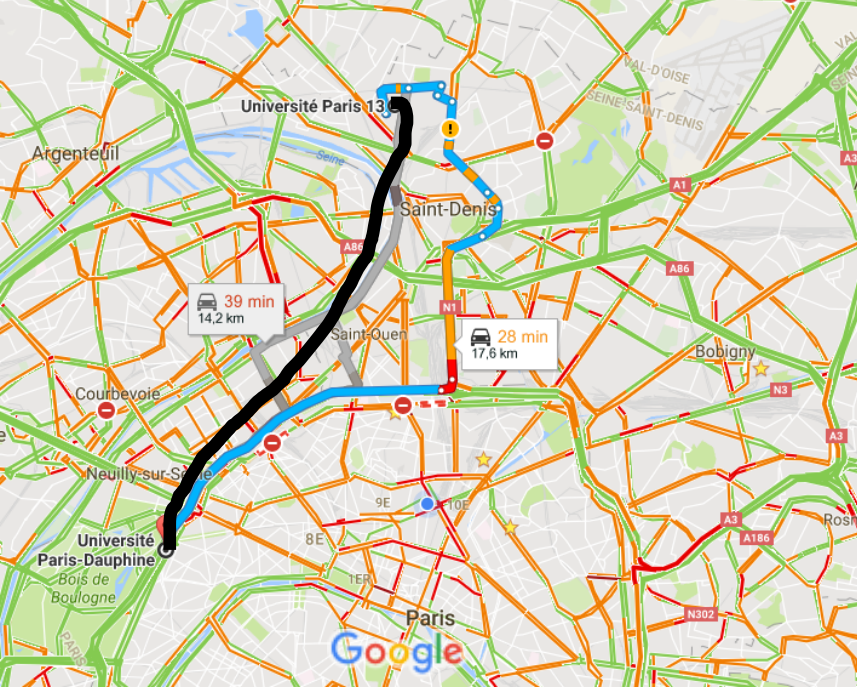 VAL-D'OISE
SEINE-SAINT-DENIS
Université Paris 13
!
Argenteuil
Seine
A3
A1
Saint-Denis
A86
A86
39 min
14,2 km
N1
Saint-Ouen
28 min
17,6 km
Bobigny
Courbevoie
N3
A3
Neuilly-sur-Seine
9E
10E
8E
A3
Rosn
A186
Université
Paris-Dauphine
Bois de
Boulogne
1ER
N302
Paris
PARIS
Google